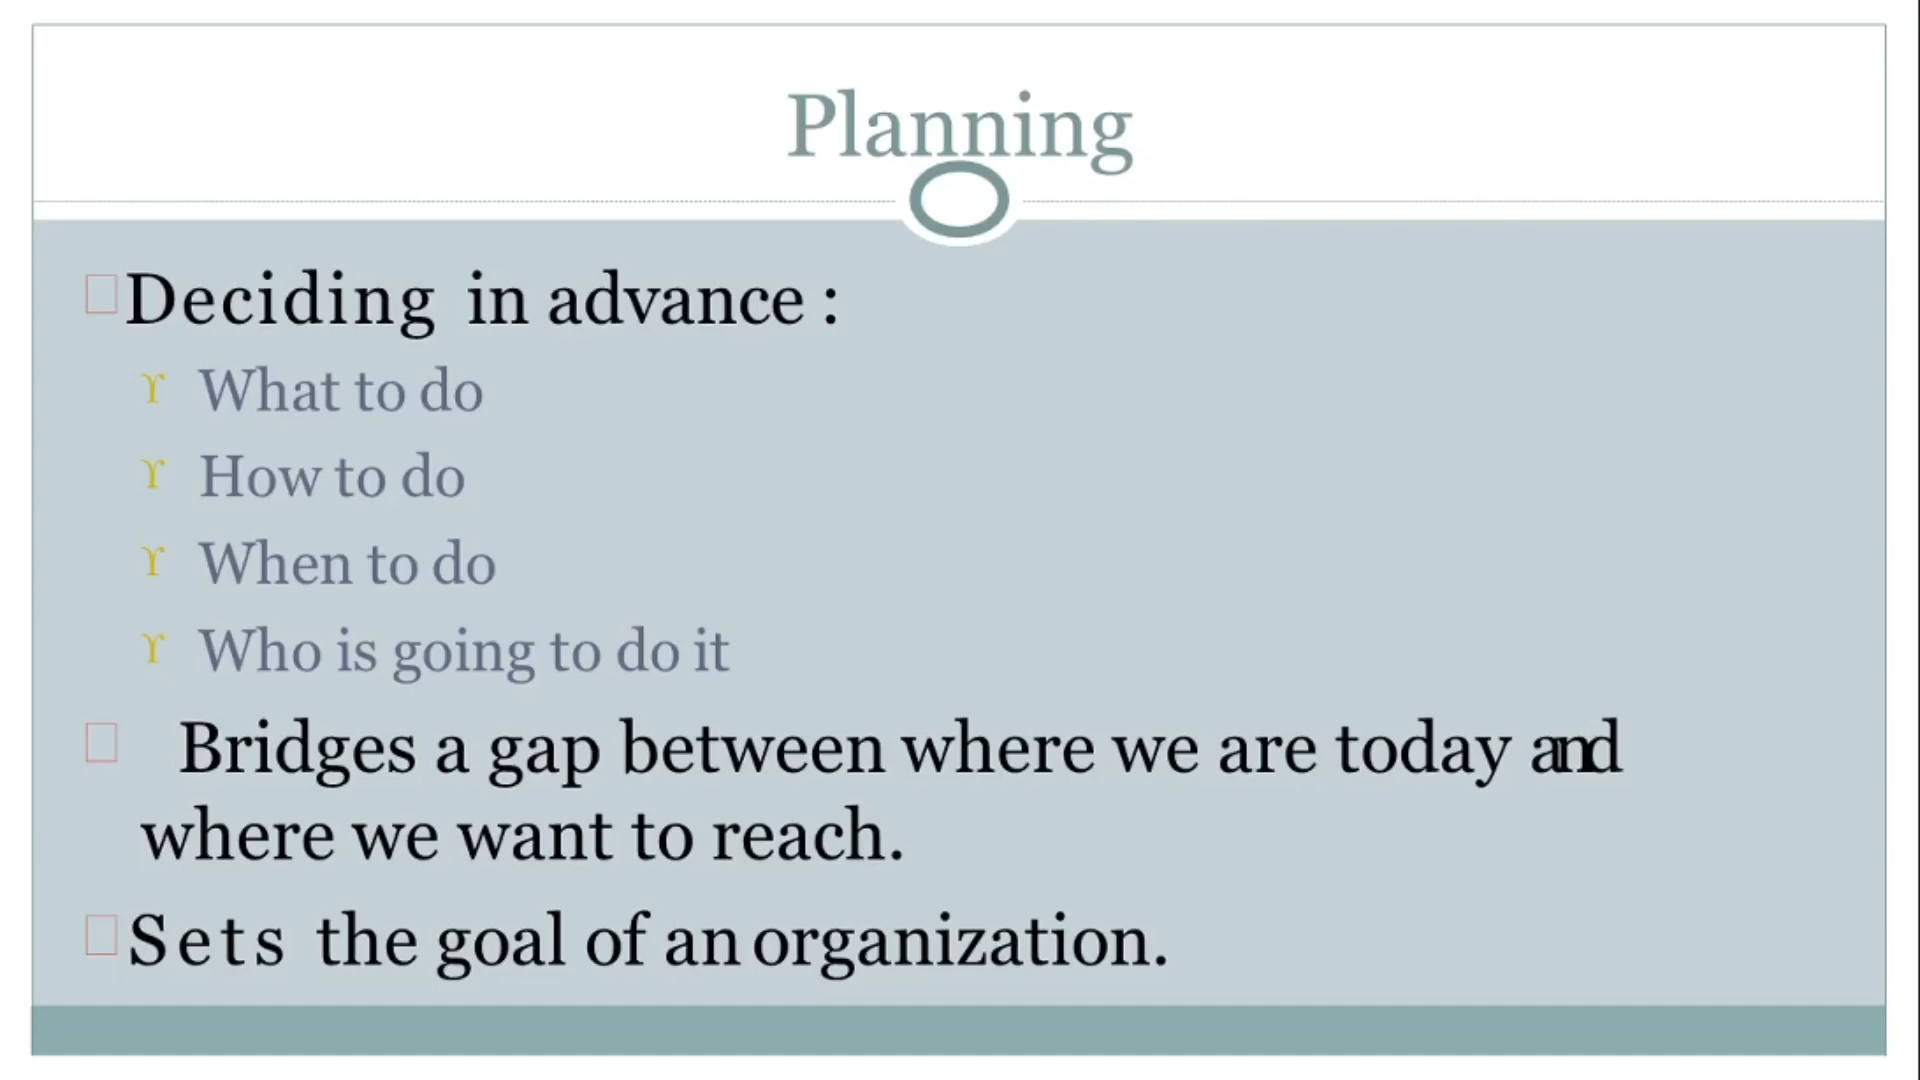 Planning
Deciding in advance :
What to do
How to do
When to do
Who is going to do it
Bridges a gap between where we are today and
where we want to reach.
Sets the goal of an organization.